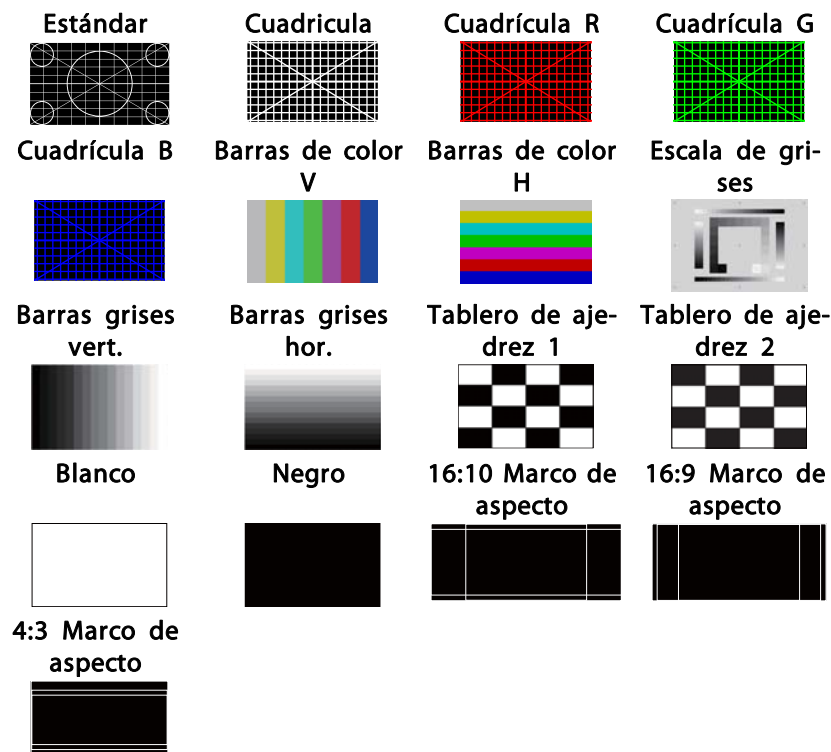 Estándar
Cuadricula
Cuadrícula R
Cuadrícula G
Cuadrícula B
Barras de color
V
Barras de color
H
Escala de gri-
ses
Barras grises
vert.
Barras grises
hor.
Tablero de aje-
drez 1
Tablero de aje-
drez 2
Blanco
Negro
16:10 Marco de
aspecto
16:9 Marco de
aspecto
4:3 Marco de
aspecto